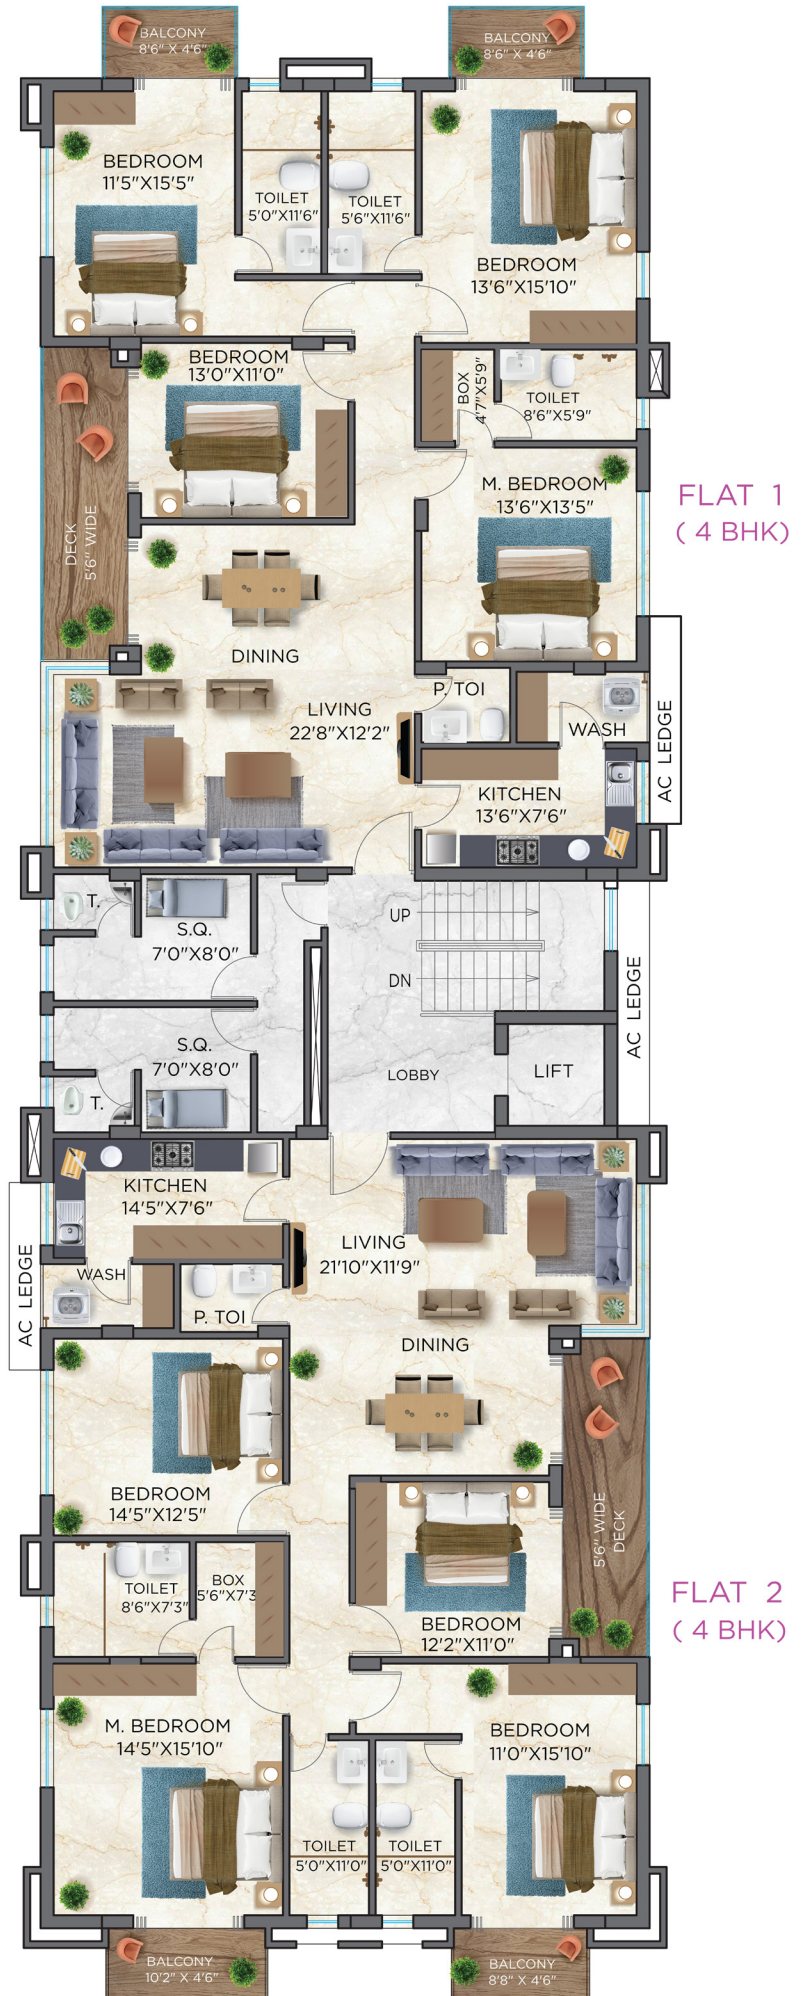 BALCONY
8'6" X 4'6"
BALCONY
8'6" X 4'6"
BEDROOM
11'5"X15'5"
TOILET
5'0"X11'6"
TOILET
5'6"X11'6"
BEDROOM
13'6"X15'10"
BEDROOM
13'0"X11'0"
BOX
4'7"X5'9"
TOILET
8'6"X5'9"
M. BEDROOM
13'6"X13'5"
FLAT 1
( 4 BHK)
DECK
5'6" WIDE
DINING
P. TOI
LIVING
22'8"X12'2"
WASH
AC LEDGE
KITCHEN
13'6"X7'6"
T.
S.Q.
7'0"X8'0"
UP
DN
AC LEDGE
S.Q.
7'0"X8'0"
T.
LOBBY
LIFT
KITCHEN
14'5"X7'6"
LIVING
21'10"X11'9"
AC LEDGE
WASH
P. TOI
DINING
BEDROOM
14'5"X12'5"
5'6" WIDE
DECK
TOILET
8'6"X7'3"
BOX
5'6"X7'3
BEDROOM
12'2"X11'0"
FLAT 2
( 4 BHK)
M. BEDROOM
14'5"X15'10"
BEDROOM
11'0"X15'10"
TOILET
5'0"X11'0"
TOILET
5'0"X11'0"
BALCONY
10'2" X 4'6"
BALCONY
8'8" X 4'6"